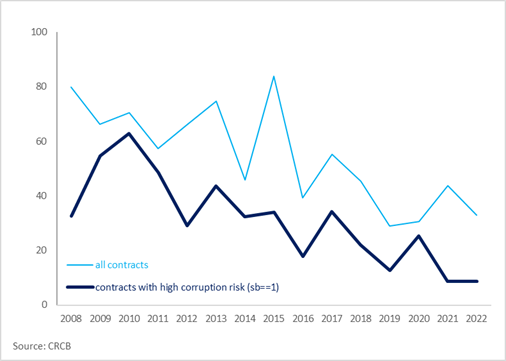 100
80
60
40
20
0
all contracts
contracts with high corruption risk (sb==1)
2008 2009 2010 2011 2012 2013 2014 2015 2016 2017 2018 2019 2020 2021 2022
Source: CRCB